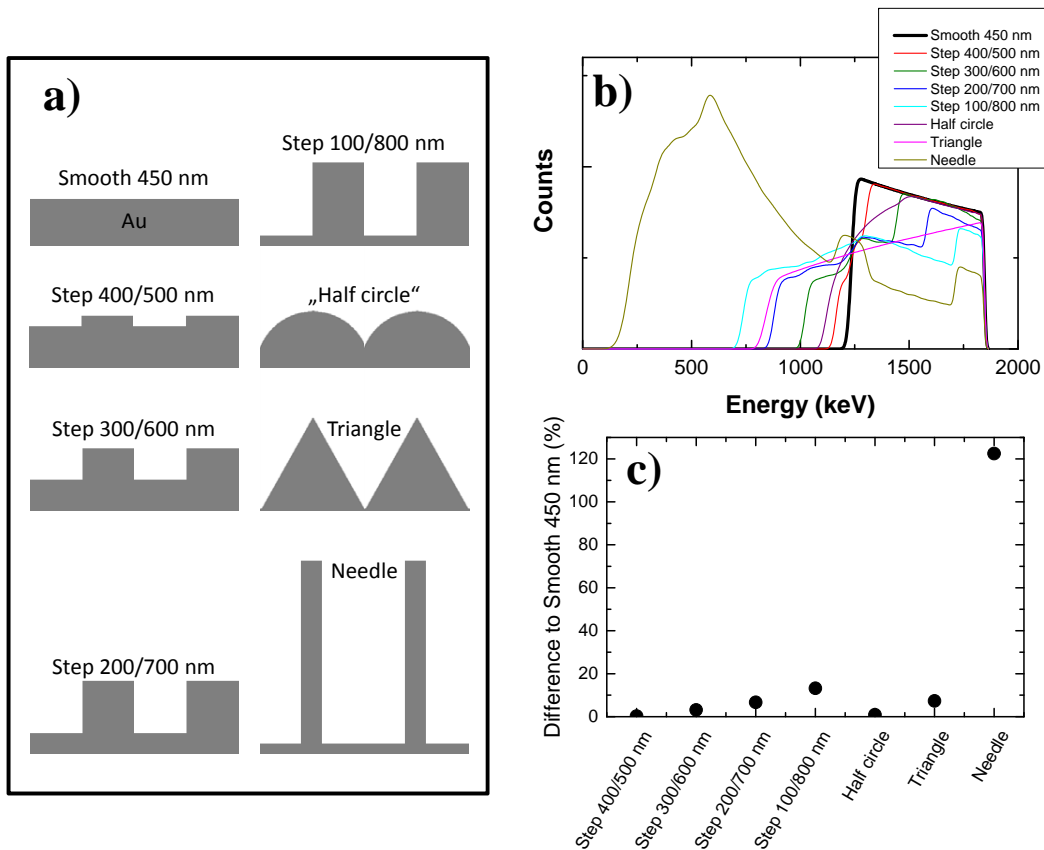 a)
Smooth 450 nm
Au
Step 100/800 nm
Step 400/500 nm
„Half circle“
Step 300/600 nm
Triangle
Step 200/700 nm
Needle
b)
Smooth 450 nm
Step 400/500 nm
Step 300/600 nm
Step 200/700 nm
Step 100/800 nm
Half circle
Triangle
Needle
Counts
0 500 1000 1500 2000
Energy (keV)
c)
Difference to Smooth 450 nm (%)
120
100
80
60
40
20
0
Step 400/500 nm
Step 300/600 nm
Step 200/700 nm
Step 100/800 nm
Half circle
Triangle
Needle